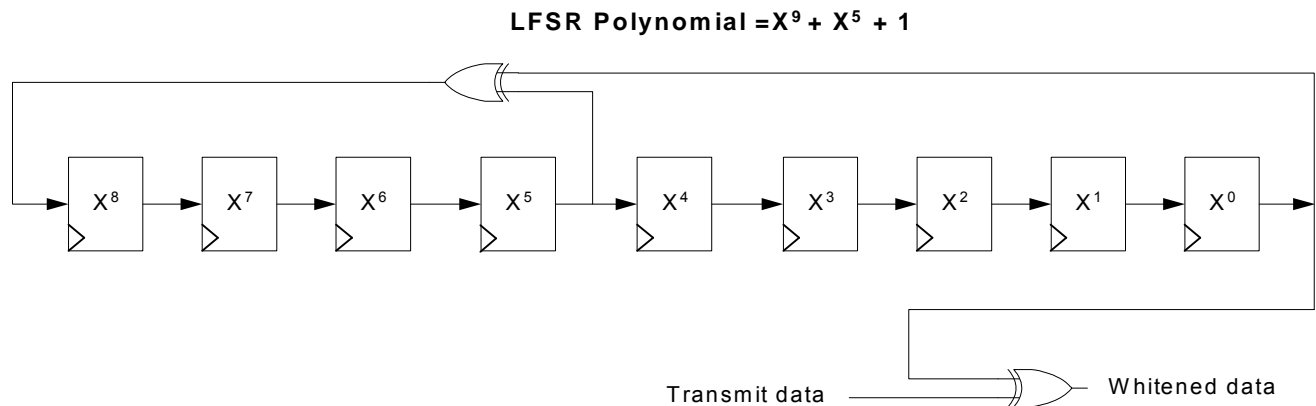 LFSR Polynomial =X⁹ + X⁵ + 1
X⁸ X⁷ X⁶ X⁵ X⁴ X³ X² X¹ X⁰
Transmit data
Whitened data